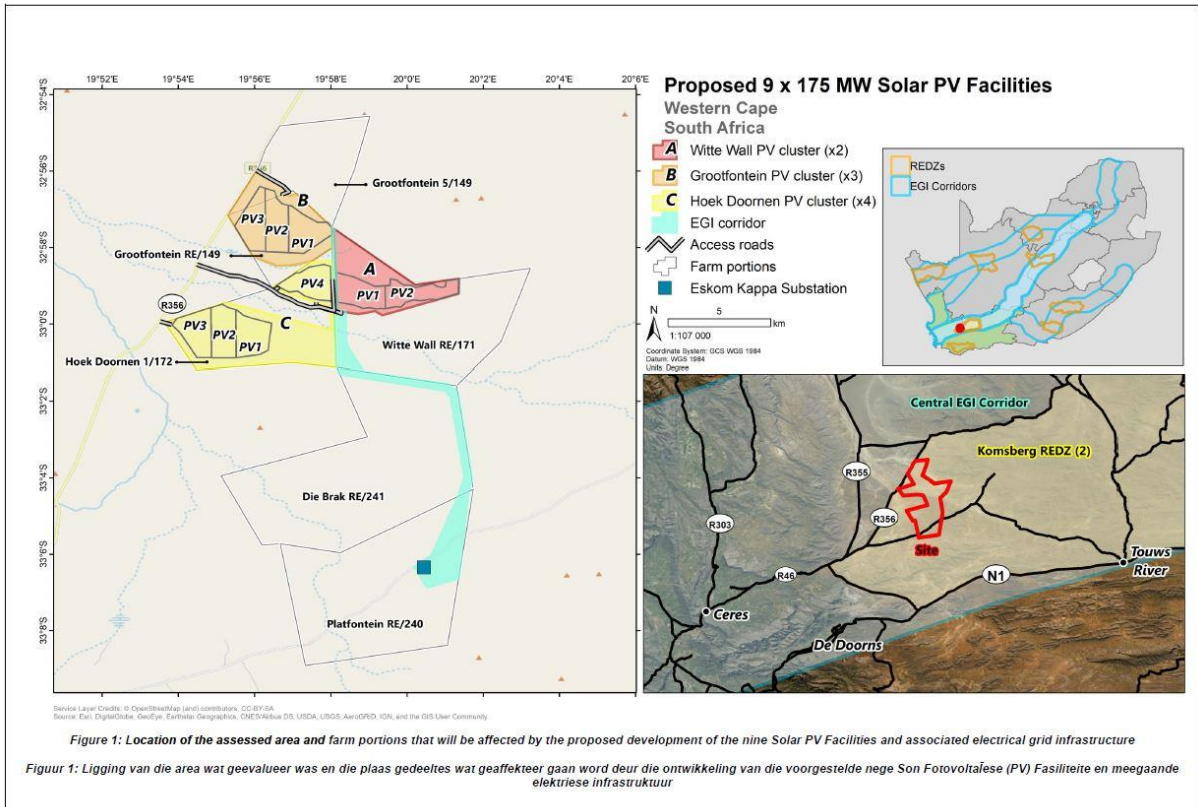 19°52'E 19°54'E 19°56'E 19°58'E 20°0'E 20°2'E 20°4'E 20°6'E
32°54'S
32°56'S
32°58'S
33°0'S
33°2'S
33°4'S
33°6'S
33°8'S
Grootfontein 5/149
B
PV3
PV2
PV1
Grootfontein RE/149
A
PV4
PV1
PV2
R356
PV3
PV2
PV1
C
Witte Wall RE/171
Hoek Doornen 1/172
Die Brak RE/241
Platfontein RE/240
Proposed 9 x 175 MW Solar PV Facilities
Western Cape
South Africa
A Witte Wall PV cluster (x2)
B Grootfontein PV cluster (x3)
C Hoek Doornen PV cluster (x4)
EGI corridor
Access roads
Farm portions
Eskom Kappa Substation
N
5
km
1:107 000
Coordinate System: GCS WGS 1984
Datum: WGS 1984
Units: Degree
REDZs
EGI Corridors
Central EGI Corridor
Komsberg REDZ (2)
R355
R356
R303
Site
R46
N1
Touws
River
Ceres
De Doorns
Service Layer Credits: © OpenStreetMap (and) contributors, CC-BY-SA
Source: Esri, DigitalGlobe, GeoEye, Earthstar Geographics, CNES/Airbus DS, USDA, USGS, AeroGRID, IGN, and the GIS User Community
Figure 1: Location of the assessed area and farm portions that will be affected by the proposed development of the nine Solar PV Facilities and associated electrical grid infrastructure
Figuur 1: Ligging van die area wat geevalueer was en die plaas gedeeltes wat geaffekteer gaan word deur die ontwikkeling van die voorgestelde nege Son Fotovoltaïese (PV) Fasiliteite en meegaande
elektriese infrastruktuur